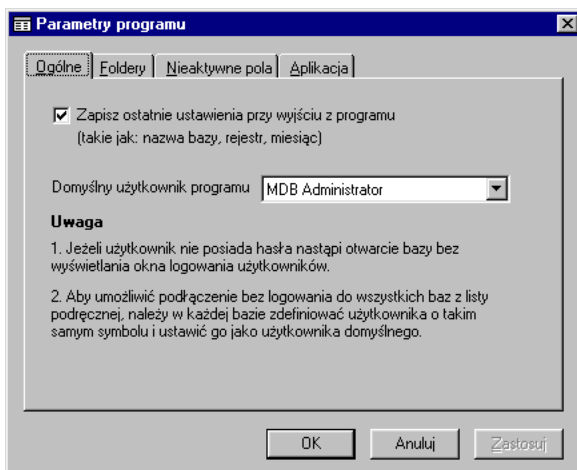 Parametry programu
Ogólne
Foldery
Nieaktywne pola
Aplikacja
Zapisz ostatnie ustawienia przy wyjściu z programu
(takie jak: nazwa bazy, rejestr, miesiąc)
Domyślny użytkownik programu
MDB Administrator
Uwaga
1. Jeżeli użytkownik nie posiada hasła nastąpi otwarcie bazy bez
wyświetlania okna logowania użytkowników.
2. Aby umożliwić podłączenie bez logowania do wszystkich baz z listy
podręcznej, należy w każdej bazie zdefiniować użytkownika o takim
samym symbolu i ustawić go jako użytkownika domyślnego.
OK
Anuluj
Zastosuj